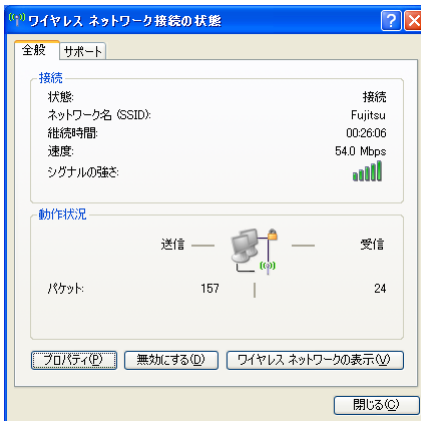 ワイヤレス ネットワーク接続の状態
全般 サポート
接続
状態: 接続
ネットワーク名 (SSID): Fujitsu
継続時間: 00:26:06
速度: 54.0 Mbps
シグナルの強さ:
動作状況
送信 — — 受信
パケット: 157 | 24
プロパティ(P) 無効にする(D) ワイヤレス ネットワークの表示(V)
閉じる(C)